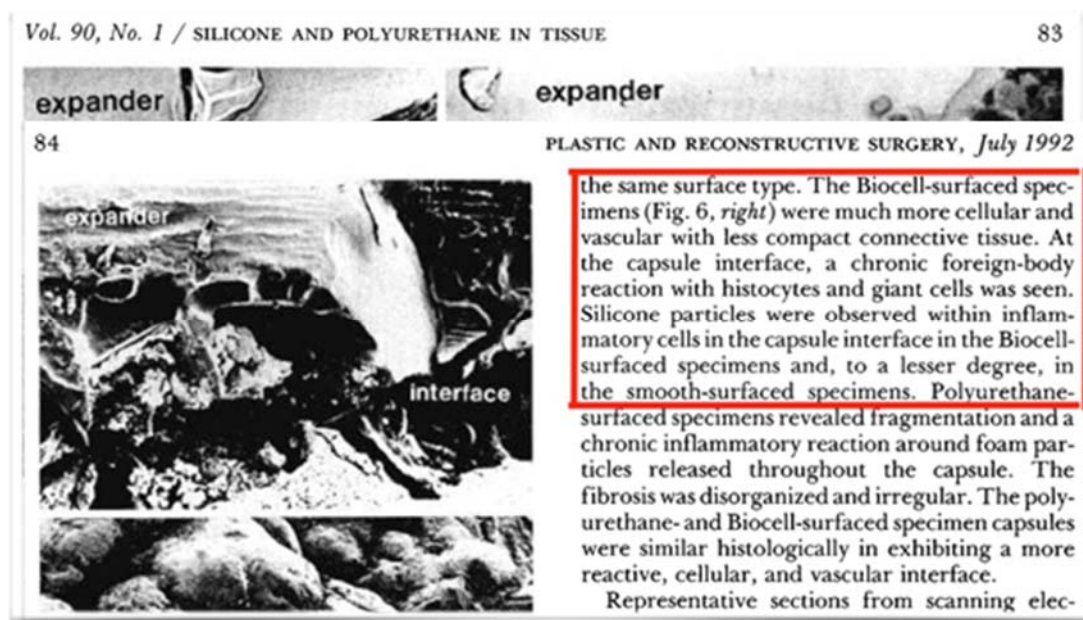 Vol. 90, No. 1 / SILICONE AND POLYURETHANE IN TISSUE 83
expander
expander
84 PLASTIC AND RECONSTRUCTIVE SURGERY, July 1992
expander
interface
the same surface type. The Biocell-surfaced spec-
imens (Fig. 6, right) were much more cellular and
vascular with less compact connective tissue. At
the capsule interface, a chronic foreign-body
reaction with histocytes and giant cells was seen.
Silicone particles were observed within inflam-
matory cells in the capsule interface in the Biocell-
surfaced specimens and, to a lesser degree, in
the smooth-surfaced specimens. Polyurethane-
surfaced specimens revealed fragmentation and a
chronic inflammatory reaction around foam par-
ticles released throughout the capsule. The
fibrosis was disorganized and irregular. The poly-
urethane- and Biocell-surfaced specimen capsules
were similar histologically in exhibiting a more
reactive, cellular, and vascular interface.
Representative sections from scanning elec-